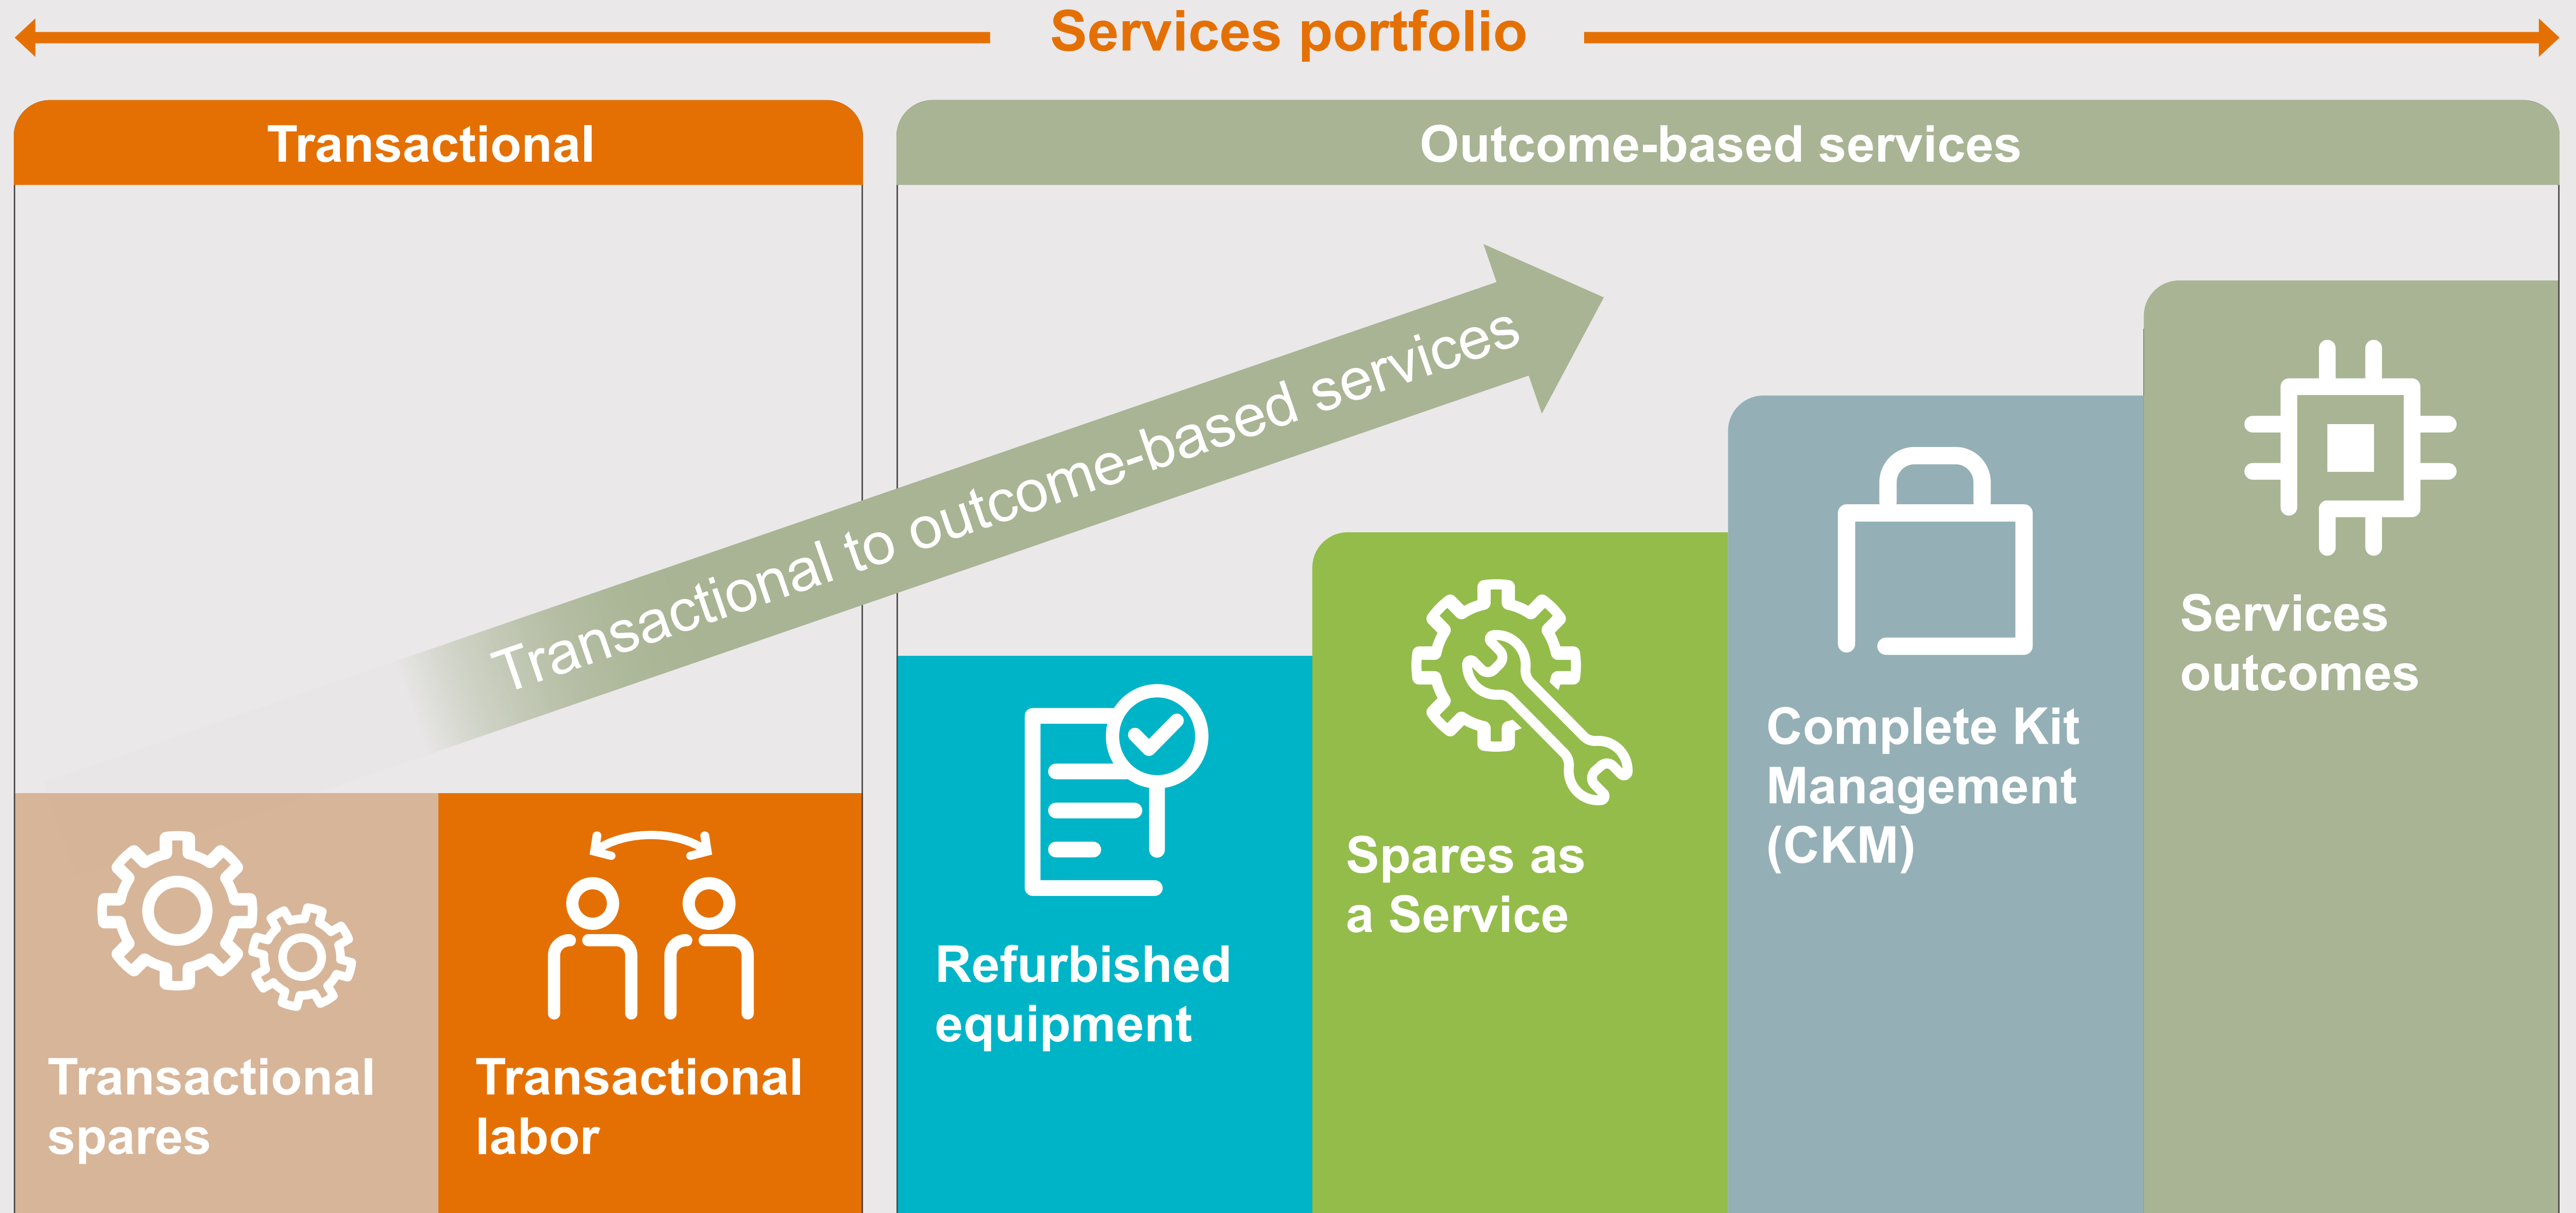 Services portfolio
Transactional
Outcome-based services
Transactional to outcome-based services
Transactional
spares
Transactional
labor
Refurbished
equipment
Spares as
a Service
Complete Kit
Management
(CKM)
Services
outcomes